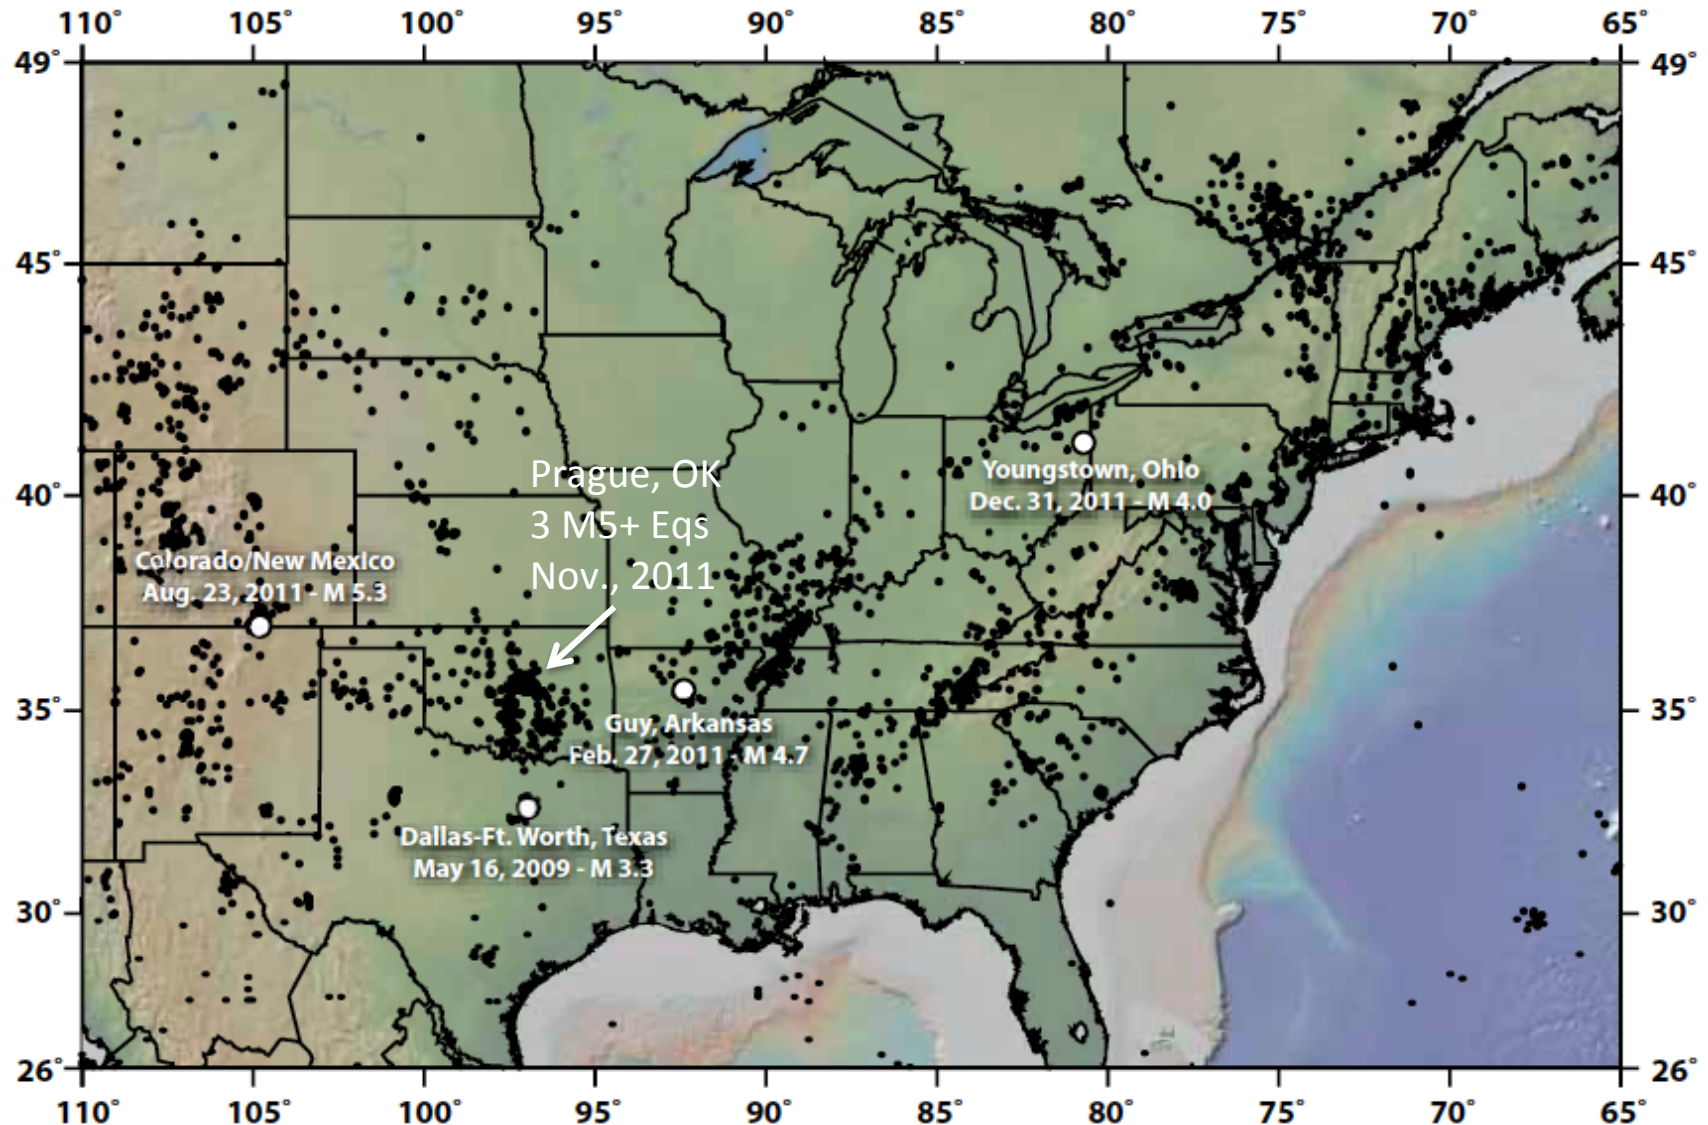 110° 105° 100° 95° 90° 85° 80° 75° 70° 65°
49° 49°
45° 45°
Prague, OK
3 M5+ Eqs
Nov., 2011
Youngstown, Ohio
Dec. 31, 2011 - M 4.0
40° 40°
Colorado/New Mexico
Aug. 23, 2011 - M 5.3
35° 35°
Guy, Arkansas
Feb. 27, 2011 - M 4.7
Dallas-Ft. Worth, Texas
May 16, 2009 - M 3.3
30° 30°
26° 26°
110° 105° 100° 95° 90° 85° 80° 75° 70° 65°